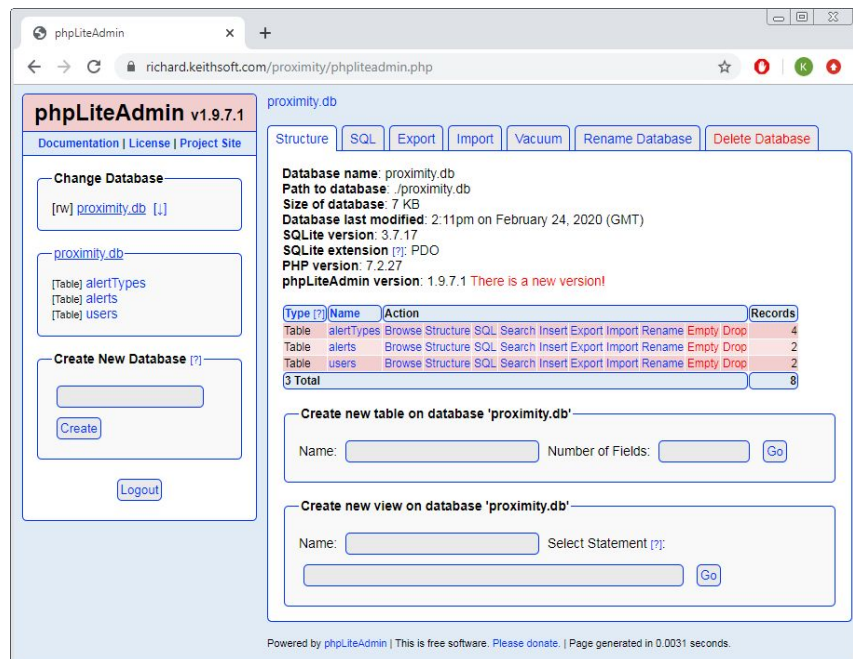 phpLiteAdmin
richard.keithsoft.com/proximity/phpliteadmin.php
K
phpLiteAdmin v1.9.7.1
Documentation | License | Project Site
Change Database
[rw] proximity.db [↓]
proximity.db
[Table] alertTypes
[Table] alerts
[Table] users
Create New Database [?]
Create
Logout
proximity.db
Structure SQL Export Import Vacuum Rename Database Delete Database
Database name: proximity.db
Path to database: ./proximity.db
Size of database: 7 KB
Database last modified: 2:11pm on February 24, 2020 (GMT)
SQLite version: 3.7.17
SQLite extension [?]: PDO
PHP version: 7.2.27
phpLiteAdmin version: 1.9.7.1 There is a new version!
Type [?] Name Action Records
Table alertTypes Browse Structure SQL Search Insert Export Import Rename Empty Drop 4
Table alerts Browse Structure SQL Search Insert Export Import Rename Empty Drop 2
Table users Browse Structure SQL Search Insert Export Import Rename Empty Drop 2
3 Total 8
Create new table on database 'proximity.db'
Name: Number of Fields: Go
Create new view on database 'proximity.db'
Name: Select Statement [?]:
Go
Powered by phpLiteAdmin | This is free software. Please donate. | Page generated in 0.0031 seconds.